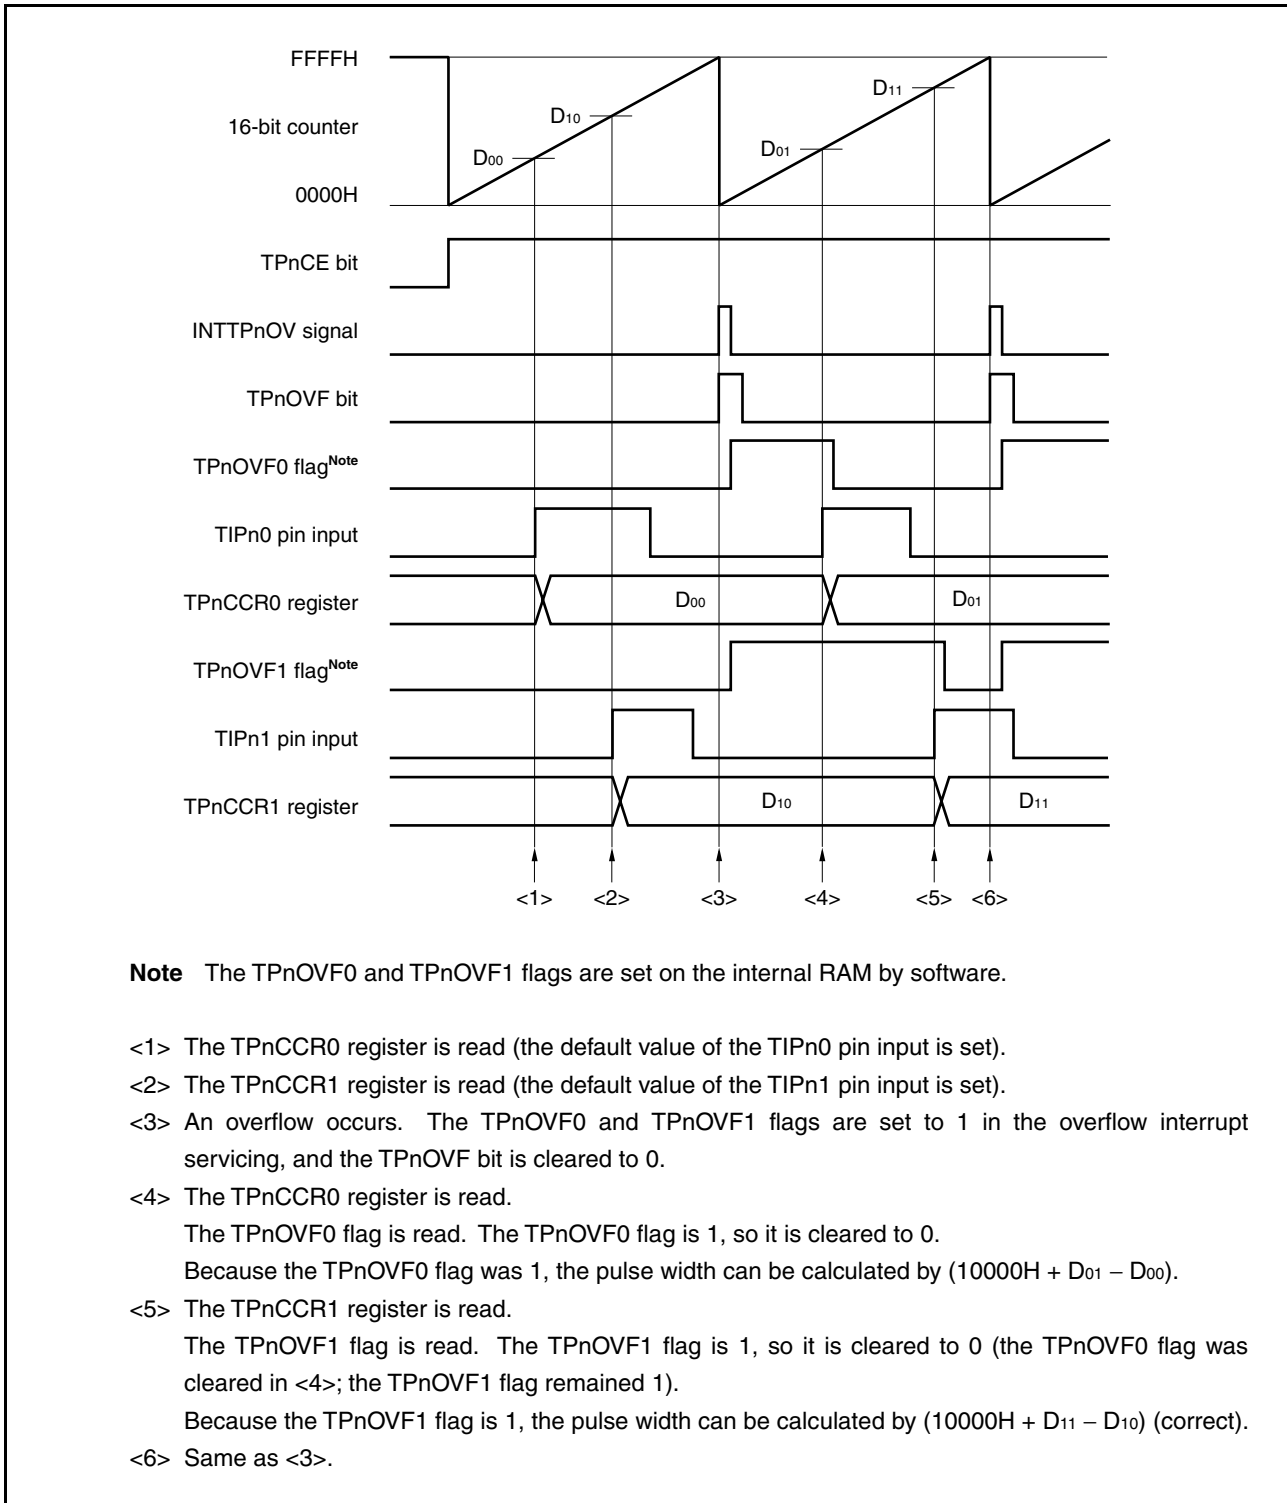 FFFFH
D10
D11
16-bit counter
D00
D01
0000H
TPnCE bit
INTTPnOV signal
TPnOVF bit
TPnOVF0 flagNote
TIPn0 pin input
TPnCCR0 register
D00
D01
TPnOVF1 flagNote
TIPn1 pin input
TPnCCR1 register
D10
D11
<1> <2> <3> <4> <5> <6>
Note The TPnOVF0 and TPnOVF1 flags are set on the internal RAM by software.
<1> The TPnCCR0 register is read (the default value of the TIPn0 pin input is set).
<2> The TPnCCR1 register is read (the default value of the TIPn1 pin input is set).
<3> An overflow occurs. The TPnOVF0 and TPnOVF1 flags are set to 1 in the overflow interrupt
servicing, and the TPnOVF bit is cleared to 0.
<4> The TPnCCR0 register is read.
The TPnOVF0 flag is read. The TPnOVF0 flag is 1, so it is cleared to 0.
Because the TPnOVF0 flag was 1, the pulse width can be calculated by (10000H + D01 − D00).
<5> The TPnCCR1 register is read.
The TPnOVF1 flag is read. The TPnOVF1 flag is 1, so it is cleared to 0 (the TPnOVF0 flag was
cleared in <4>; the TPnOVF1 flag remained 1).
Because the TPnOVF1 flag is 1, the pulse width can be calculated by (10000H + D11 − D10) (correct).
<6> Same as <3>.